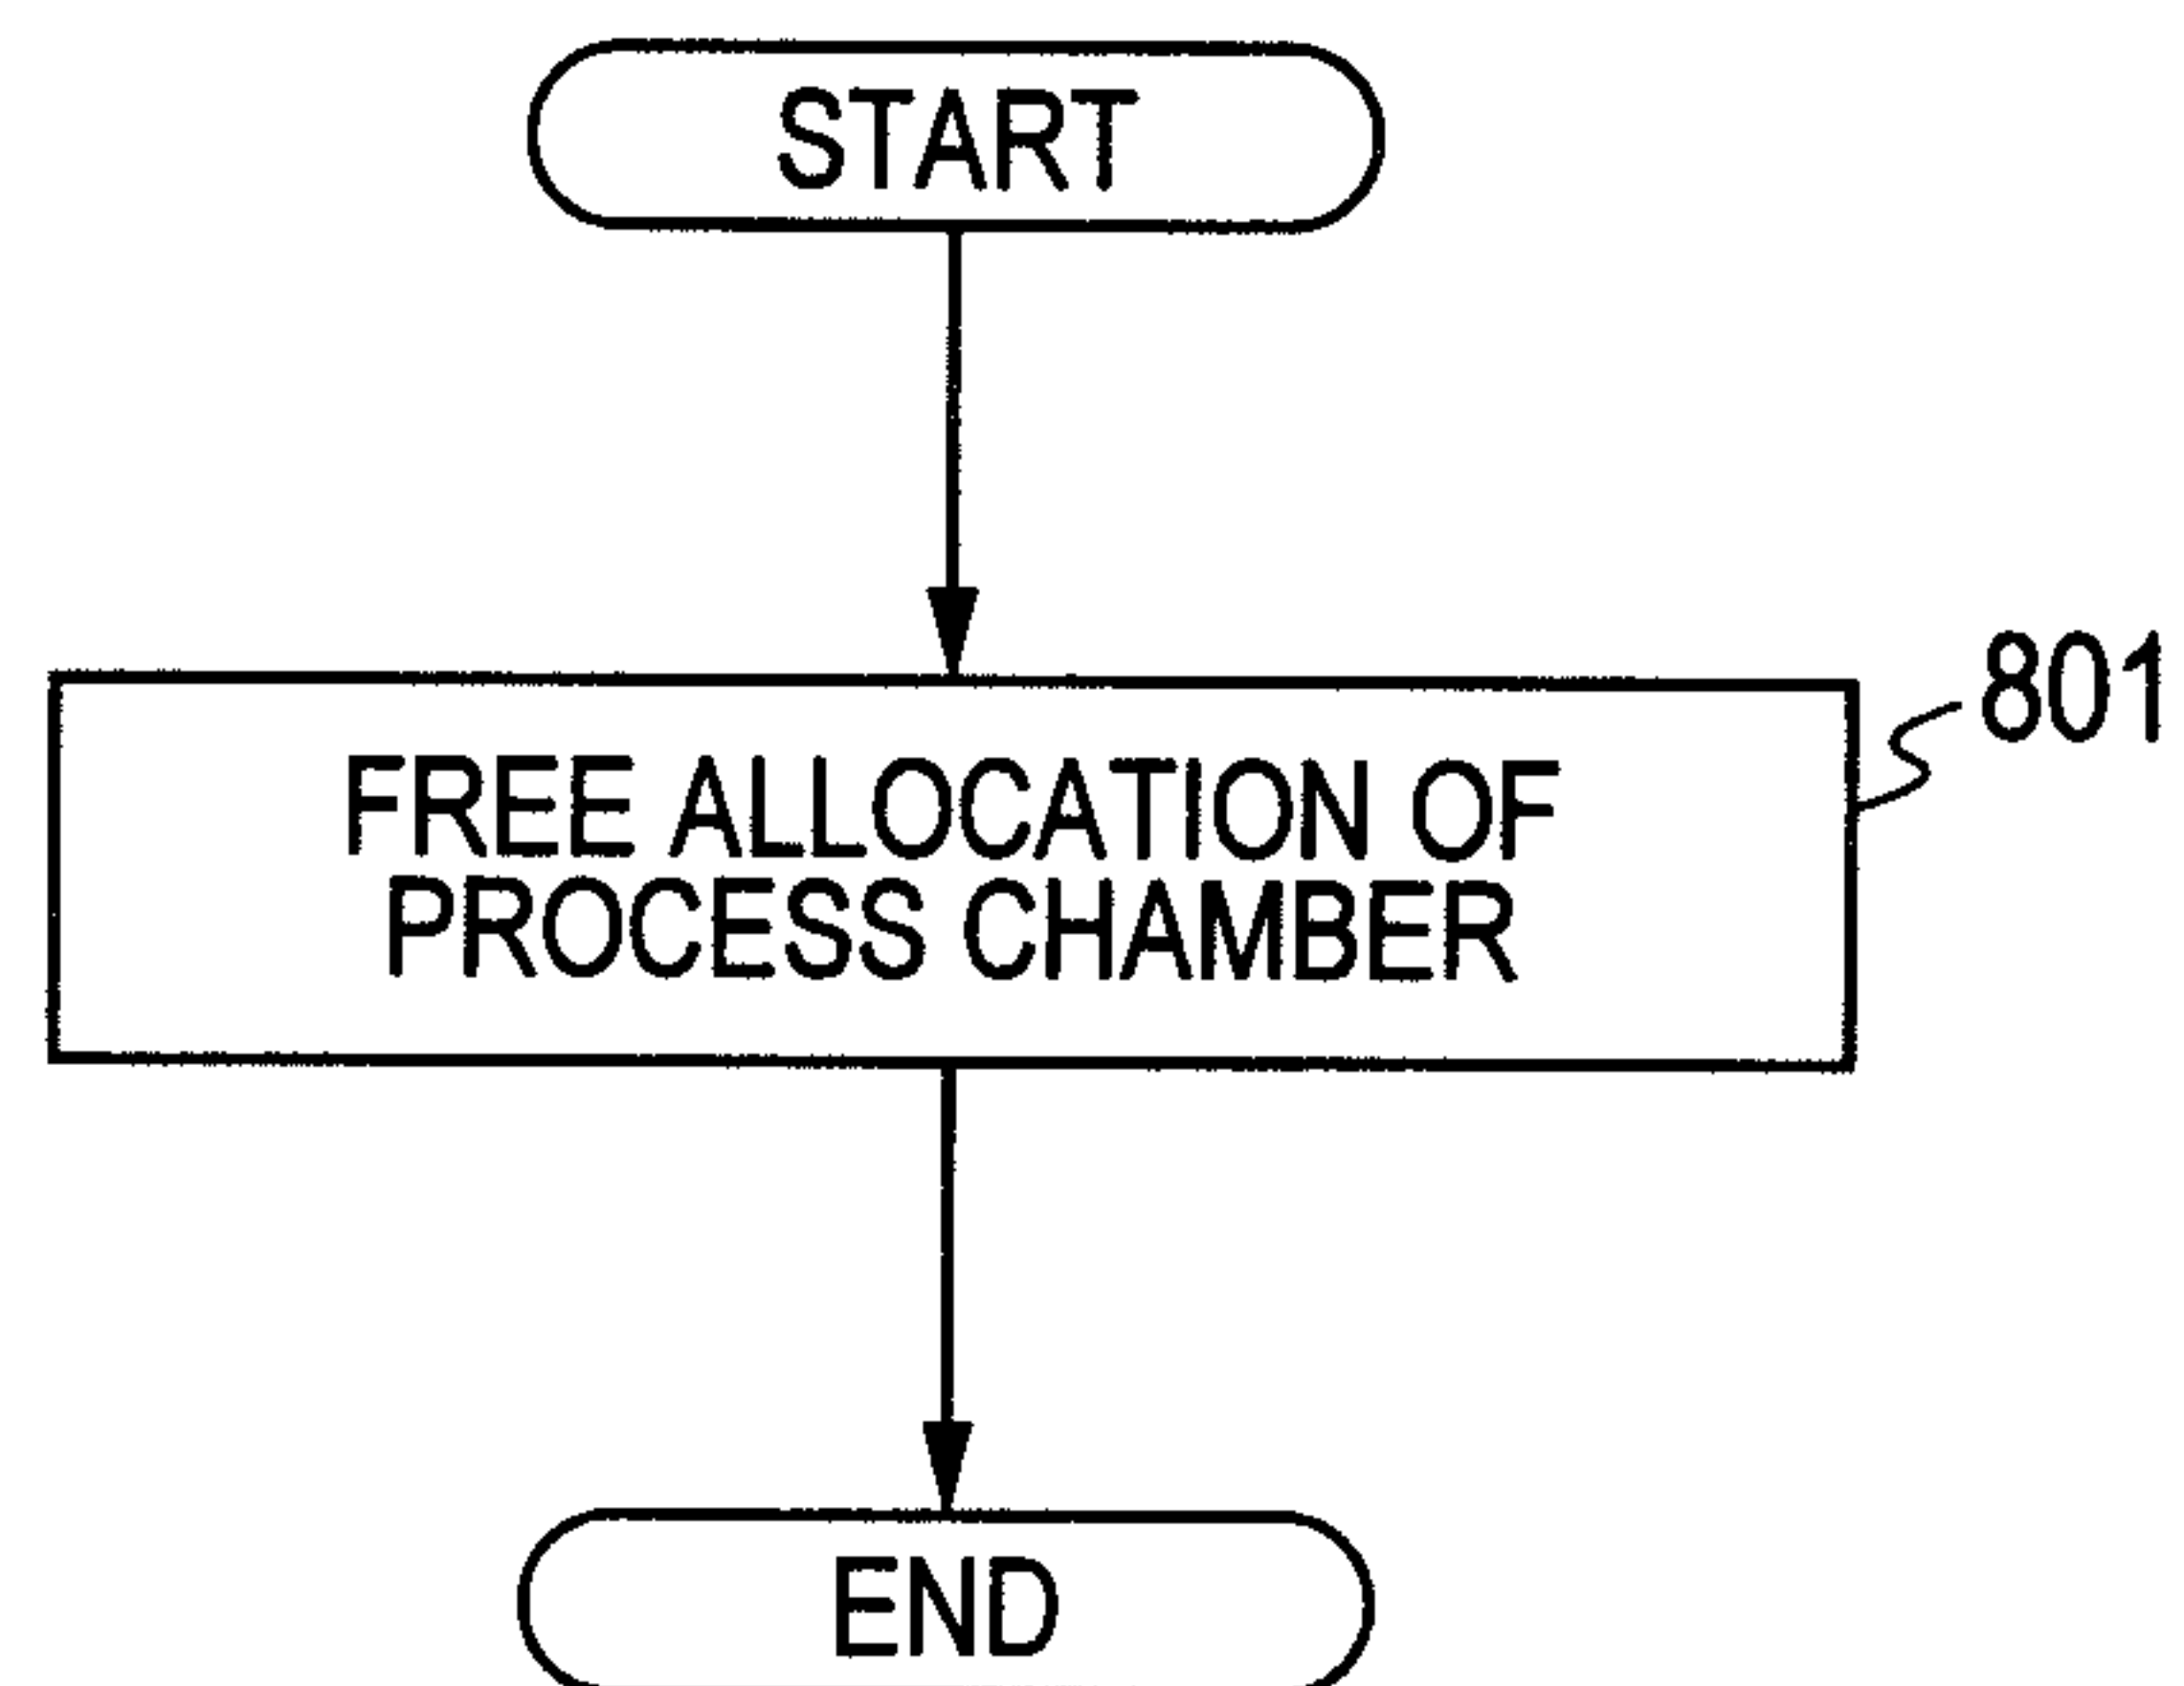 START
801
FREE ALLOCATION OF
PROCESS CHAMBER
END